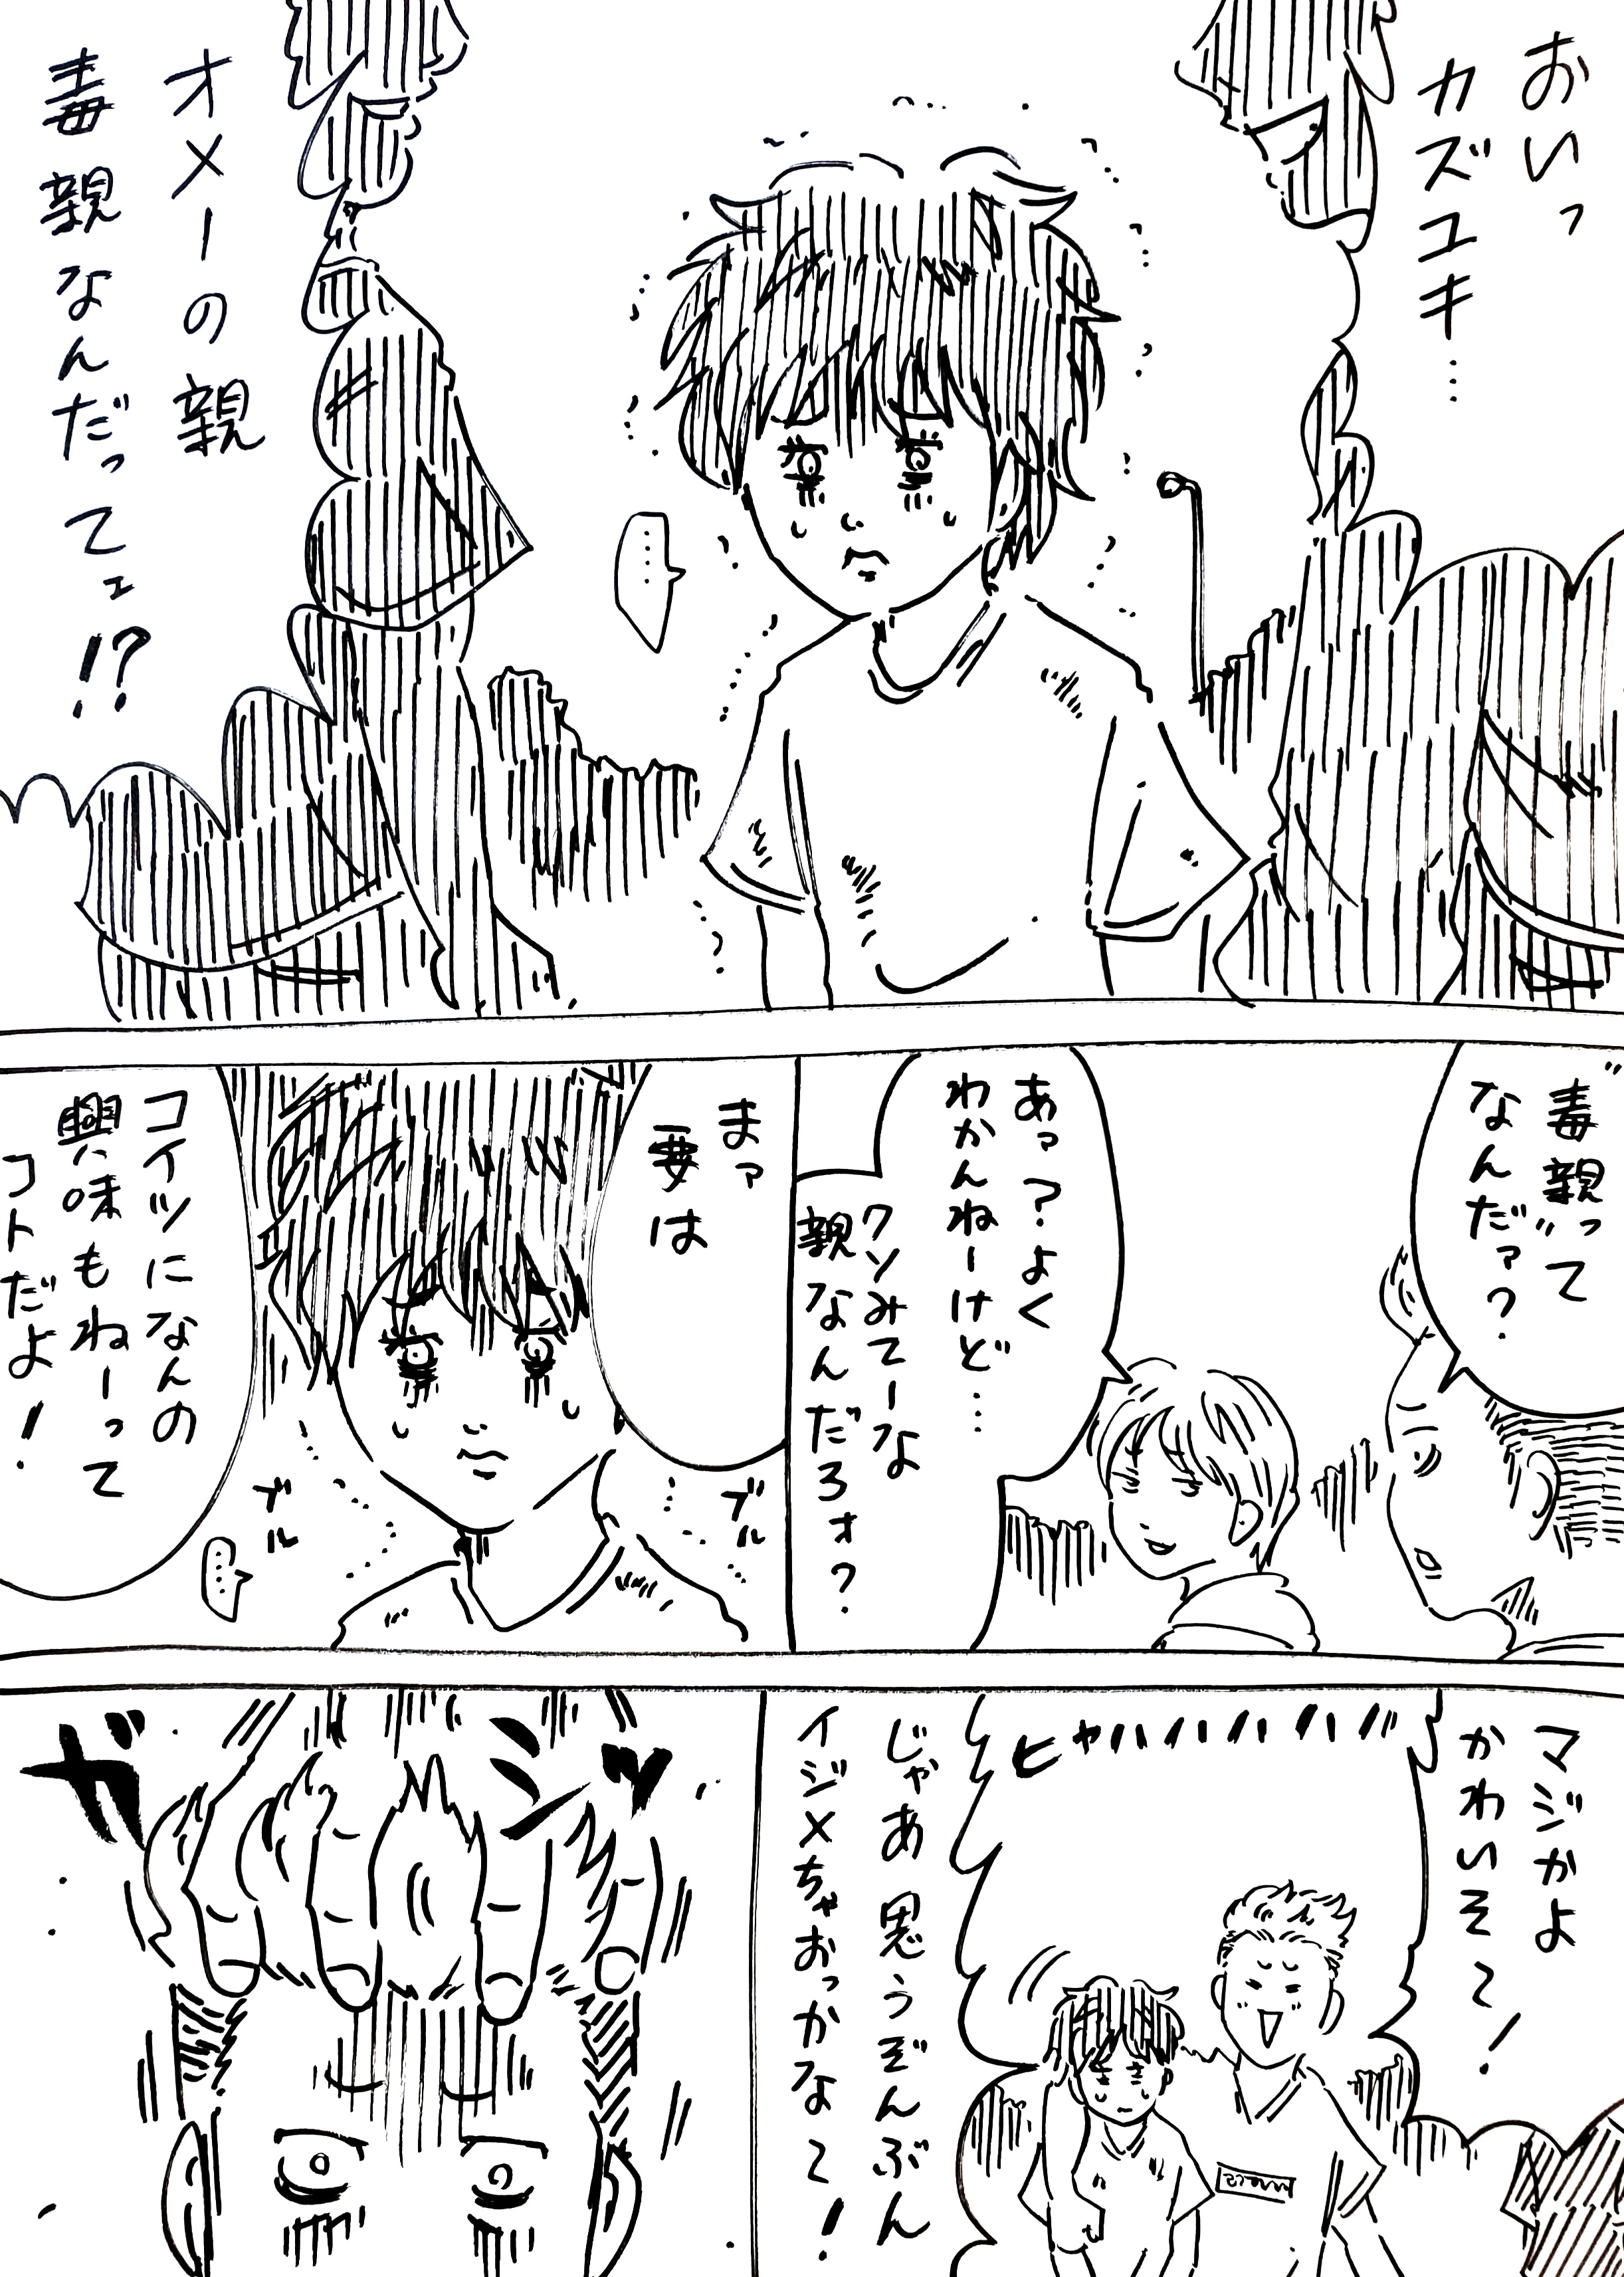 おいっ
カズユキ…
オメーの親
毒親なんだってェ!?
……
"毒親"って
なんだァ？
あァ？よく
わかんねーけど…
クソみてーな
親なんだろォ？
まァ
要は
コイツになんの
興味もねーって
コトだよ！
ブル
ブル
……
マジかよ
かわいそ〜！
ヒャハハハハハハ
じゃあ思うぞんぶん
イジメちゃおっかな〜！
ガシッ